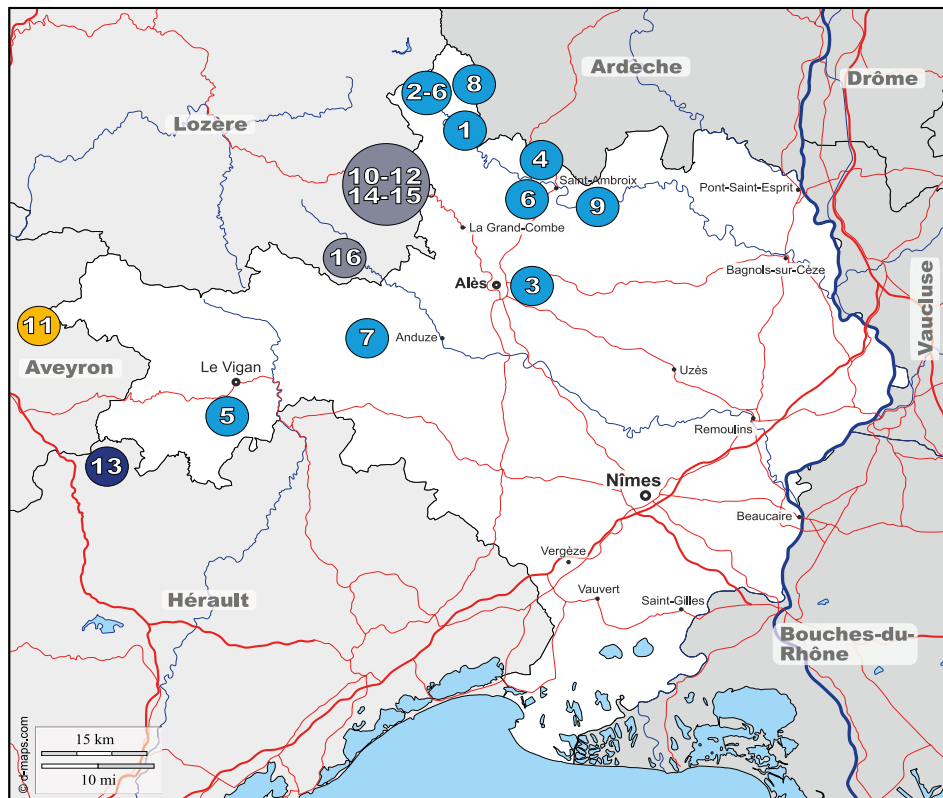 Ardèche
Drôme
8
2-6
Lozère
1
4
Saint-Ambroix
10-12
14-15
Pont-Saint-Esprit
6
9
La Grand-Combe
16
Bagnols-sur-Cèze
Alès
3
11
Vaucluse
7
Anduze
Aveyron
Le Vigan
Uzès
5
Remoulins
13
Nîmes
Beaucaire
Vergèze
Vauvert
Saint-Gilles
Hérault
Bouches-du-
Rhône
15 km
10 mi
© d-maps.com